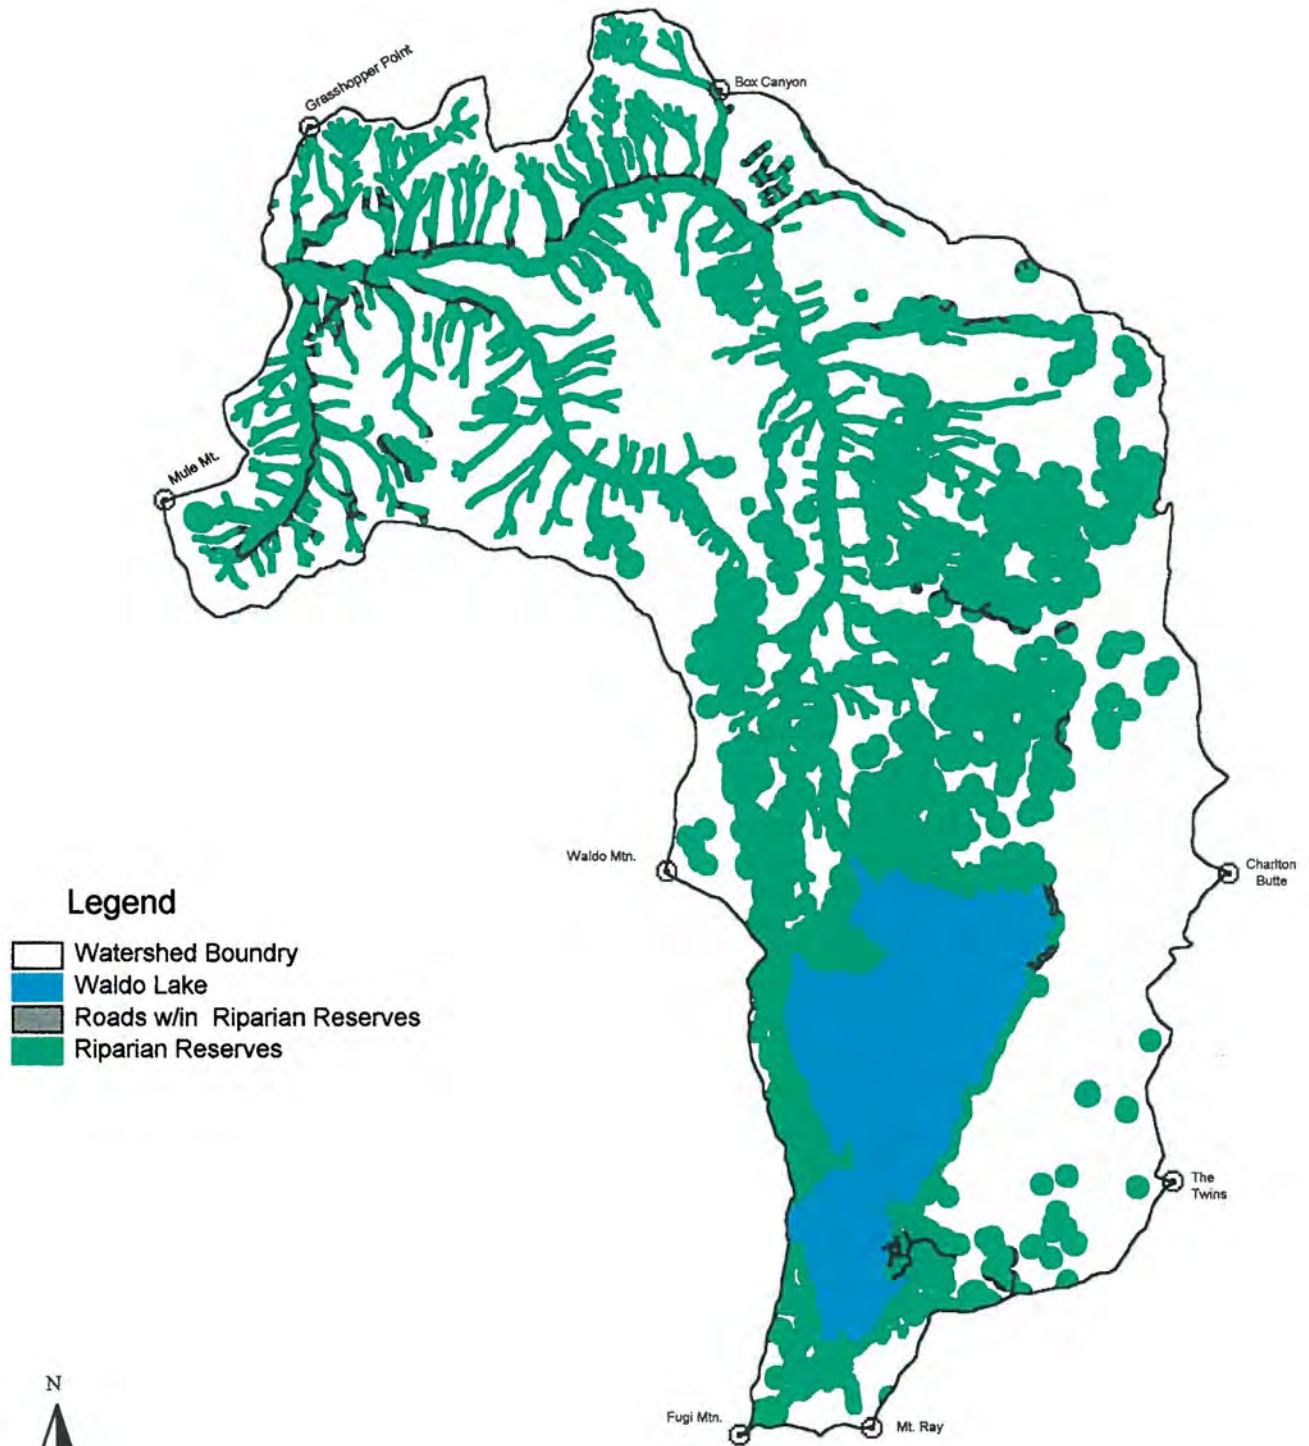 Grasshopper Point
Box Canyon
Mule Mt.
Waldo Mtn.
Charlton
Butte
Legend
Watershed Boundry
Waldo Lake
Roads w/in Riparian Reserves
Riparian Reserves
The
Twins
N
Fugi Mtn.
Mt. Ray